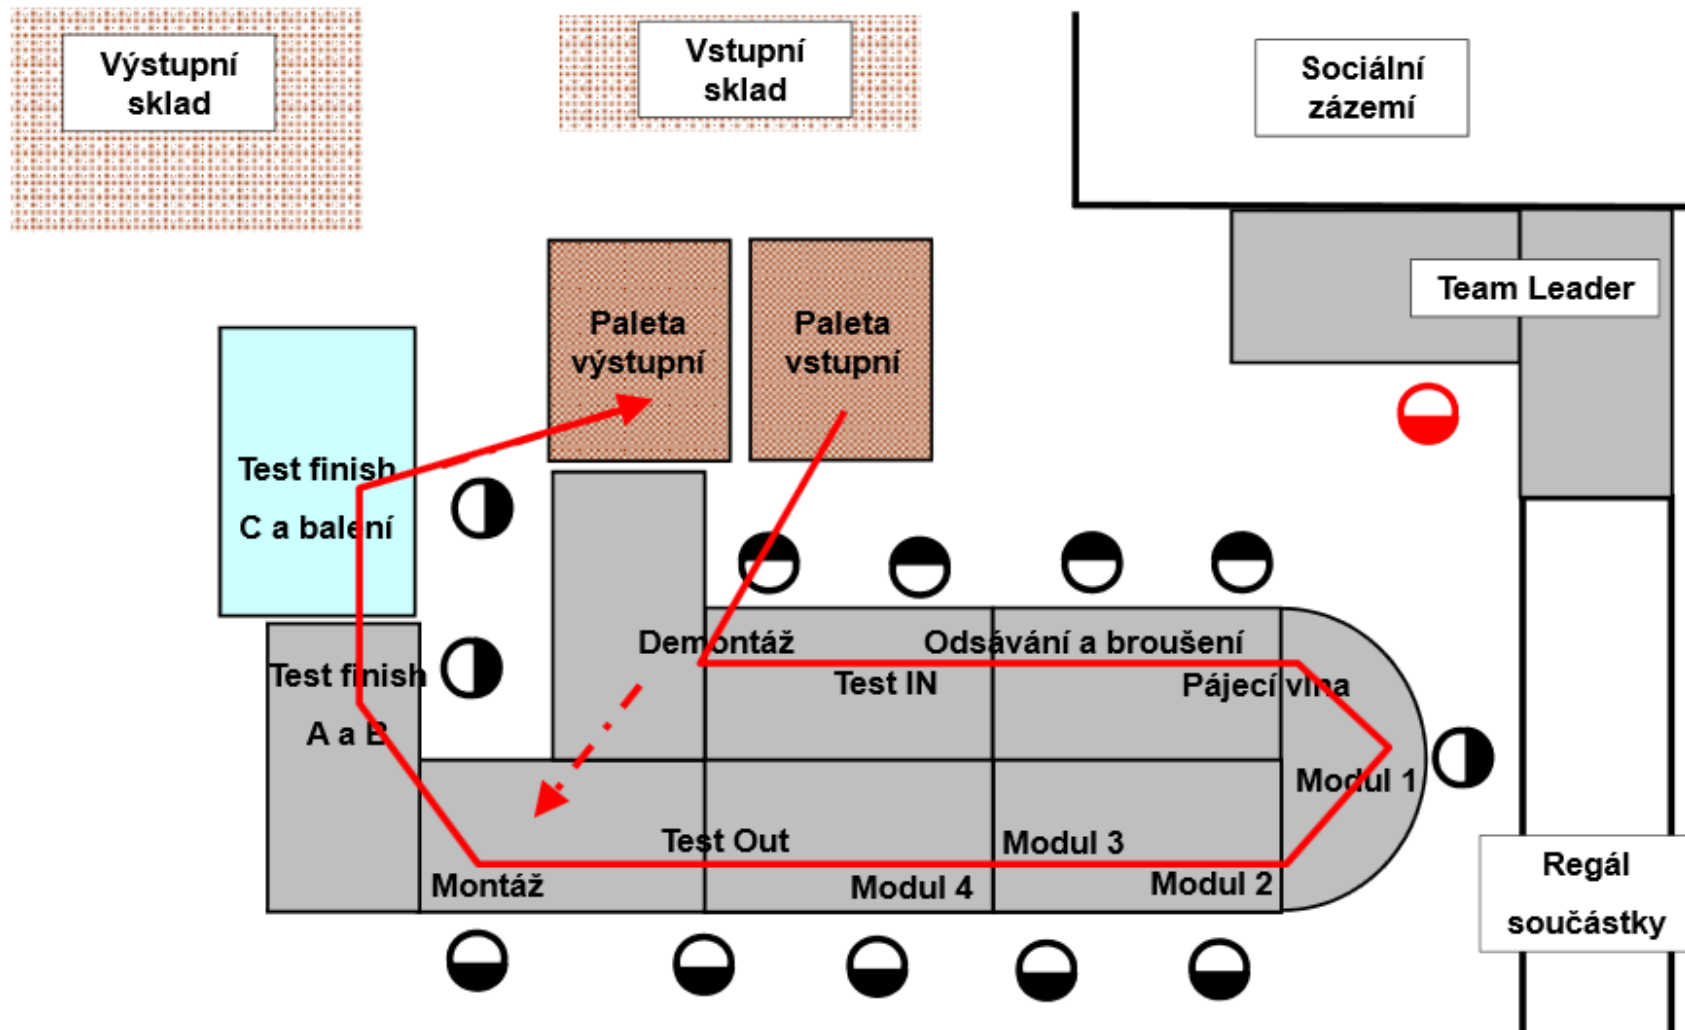 Výstupní
sklad
Vstupní
sklad
Sociální
zázemí
Team Leader
Paleta
výstupní
Paleta
vstupní
Test finish
C a balení
Demontáž
Odsávání a broušení
Test IN
Pájecí vlna
Test finish
A a B
Modul 1
Test Out
Modul 3
Montáž
Modul 4
Modul 2
Regál
součástky